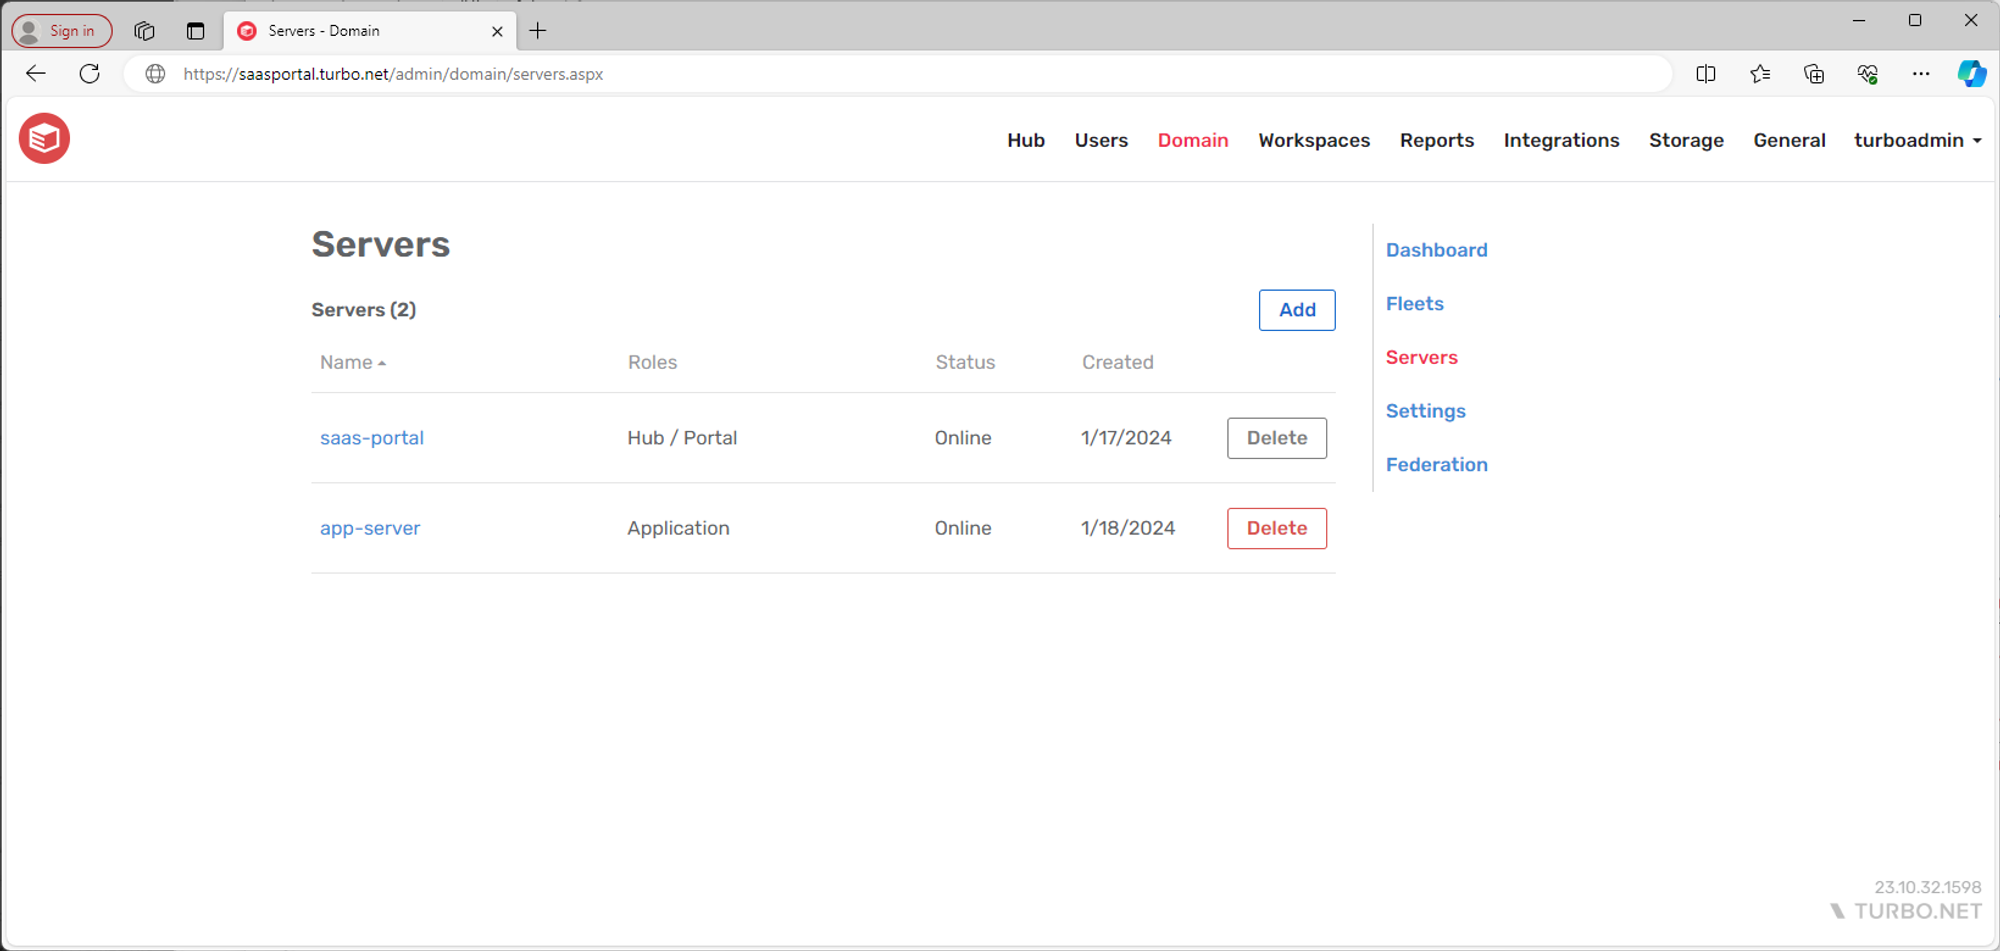 Sign in
Servers - Domain
https://saasportal.turbo.net/admin/domain/servers.aspx
Hub Users Domain Workspaces Reports Integrations Storage General turboadmin
Servers
Servers (2) Add
Name Roles Status Created
saas-portal Hub / Portal Online 1/17/2024 Delete
app-server Application Online 1/18/2024 Delete
Dashboard
Fleets
Servers
Settings
Federation
23.10.32.1598
TURBO.NET